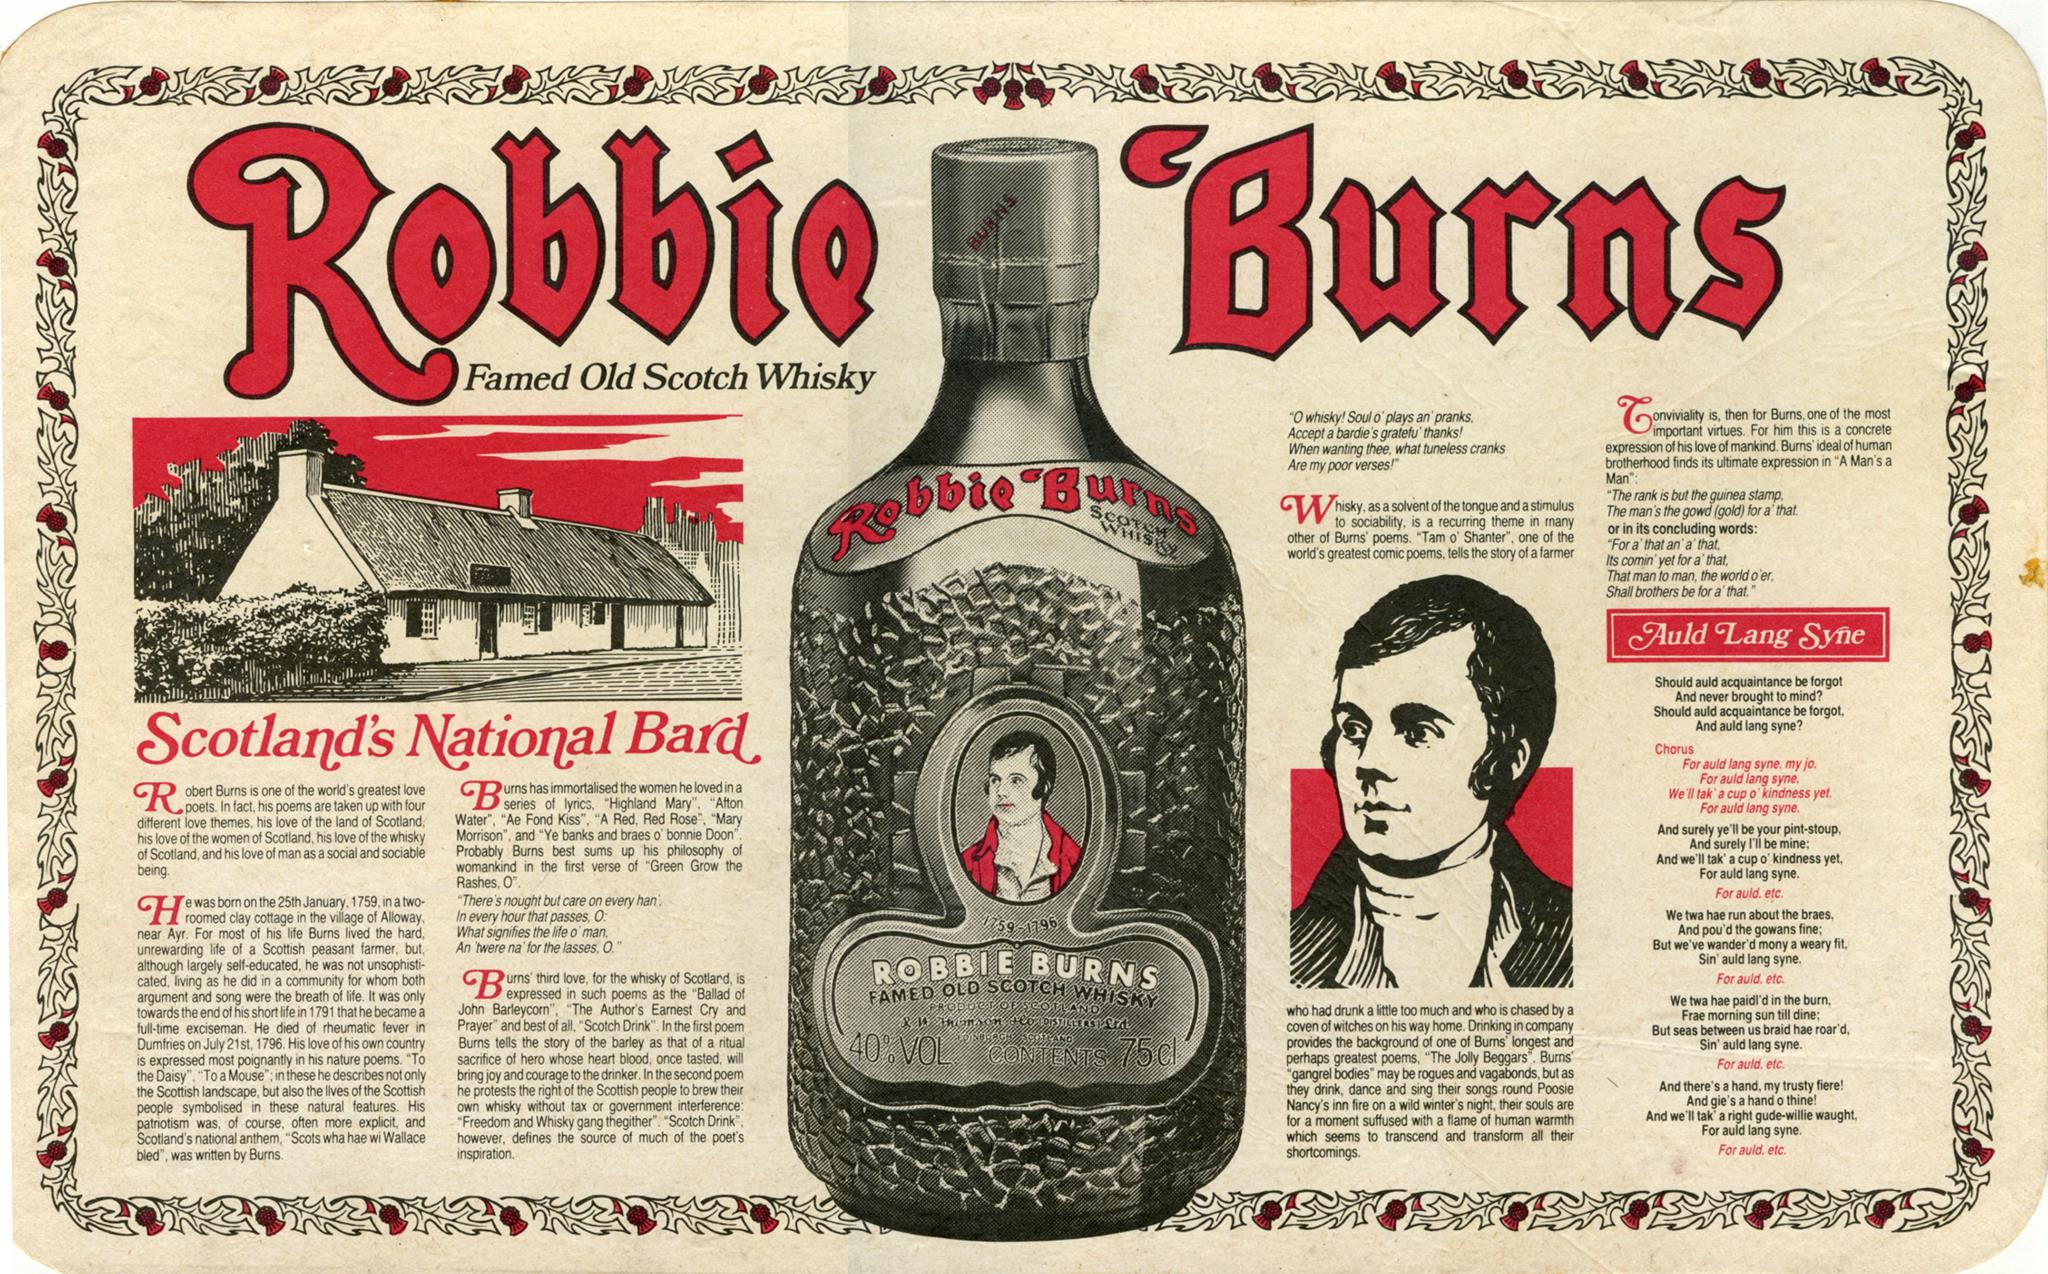 Robbie Burns
Famed Old Scotch Whisky
Scotland's National Bard
Robert Burns is one of the world's greatest love
poets. In fact, his poems are taken up with four
different love themes, his love of the land of Scotland,
his love of the women of Scotland, his love of the whisky
of Scotland, and his love of man as a social and sociable
being.
He was born on the 25th January, 1759, in a two-
roomed clay cottage in the village of Alloway,
near Ayr. For most of his life Burns lived the hard,
unrewarding life of a Scottish peasant farmer, but,
although largely self-educated, he was not unsophisti-
cated, living as he did in a community for whom both
argument and song were the breath of life. It was only
towards the end of his short life in 1791 that he became a
full-time exciseman. He died of rheumatic fever in
Dumfries on July 21st, 1796. His love of his own country
is expressed most poignantly in his nature poems. "To
the Daisy", "To a Mouse"; in these he describes not only
the Scottish landscape, but also the lives of the Scottish
people symbolised in these natural features. His
patriotism was, of course, often more explicit, and
Scotland's national anthem, "Scots wha hae wi Wallace
bled", was written by Burns.
Burns has immortalised the women he loved in a
series of lyrics, "Highland Mary", "Afton
Water", "Ae Fond Kiss", "A Red, Red Rose", "Mary
Morrison", and "Ye banks and braes o' bonnie Doon".
Probably Burns best sums up his philosophy of
womankind in the first verse of "Green Grow the
Rashes, O".
"There's nought but care on every han',
In every hour that passes, O:
What signifies the life o' man,
An 'twere na' for the lasses, O."
Burns' third love, for the whisky of Scotland, is
expressed in such poems as the "Ballad of
John Barleycorn", "The Author's Earnest Cry and
Prayer" and best of all, "Scotch Drink". In the first poem
Burns tells the story of the barley as that of a ritual
sacrifice of hero whose heart blood, once tasted, will
bring joy and courage to the drinker. In the second poem
he protests the right of the Scottish people to brew their
own whisky without tax or government interference:
"Freedom and Whisky gang thegither". "Scotch Drink",
however, defines the source of much of the poet's
inspiration.
BURNS
Robbie Burns
SCOTCH
WHISKY
1759-1796
ROBBIE BURNS
FAMED OLD SCOTCH WHISKY
PRODUCT OF SCOTLAND
R.W. Thomson & Co. DISTILLERS Ltd.
EDINBURGH SCOTLAND
40% VOL CONTENTS 75cl
"O whisky! Soul o' plays an' pranks,
Accept a bardie's gratefu' thanks!
When wanting thee, what tuneless cranks
Are my poor verses!"
Whisky, as a solvent of the tongue and a stimulus
to sociability, is a recurring theme in many
other of Burns' poems. "Tam o' Shanter", one of the
world's greatest comic poems, tells the story of a farmer
who had drunk a little too much and who is chased by a
coven of witches on his way home. Drinking in company
provides the background of one of Burns' longest and
perhaps greatest poems, "The Jolly Beggars". Burns'
"gangrel bodies" may be rogues and vagabonds, but as
they drink, dance and sing their songs round Poosie
Nancy's inn fire on a wild winter's night, their souls are
for a moment suffused with a flame of human warmth
which seems to transcend and transform all their
shortcomings.
Conviviality is, then for Burns, one of the most
important virtues. For him this is a concrete
expression of his love of mankind. Burns' ideal of human
brotherhood finds its ultimate expression in "A Man's a
Man":
"The rank is but the guinea stamp,
The man's the gowd (gold) for a' that.
or in its concluding words:
"For a' that an' a' that,
Its comin' yet for a' that,
That man to man, the world o'er,
Shall brothers be for a' that."
Auld Lang Syne
Should auld acquaintance be forgot
And never brought to mind?
Should auld acquaintance be forgot,
And auld lang syne?
Chorus
For auld lang syne, my jo,
For auld lang syne.
We'll tak' a cup o' kindness yet,
For auld lang syne.
And surely ye'll be your pint-stoup,
And surely I'll be mine;
And we'll tak' a cup o' kindness yet,
For auld lang syne.
For auld, etc.
We twa hae run about the braes,
And pou'd the gowans fine;
But we've wander'd mony a weary fit,
Sin' auld lang syne.
For auld, etc.
We twa hae paidl'd in the burn,
Frae morning sun till dine;
But seas between us braid hae roar'd,
Sin' auld lang syne.
For auld, etc.
And there's a hand, my trusty fiere!
And gie's a hand o thine!
And we'll tak' a right gude-willie waught,
For auld lang syne.
For auld, etc.